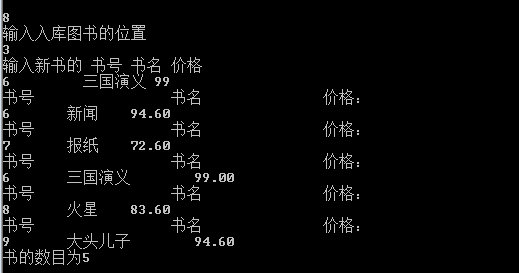 8
输入入库图书的位置
3
输入新书的 书号 书名 价格
6 三国演义 99
书号 书名 价格:
6 新闻 94.60
书号 书名 价格:
7 报纸 72.60
书号 书名 价格:
6 三国演义 99.00
书号 书名 价格:
8 火星 83.60
书号 书名 价格:
9 大头儿子 94.60
书的数目为5